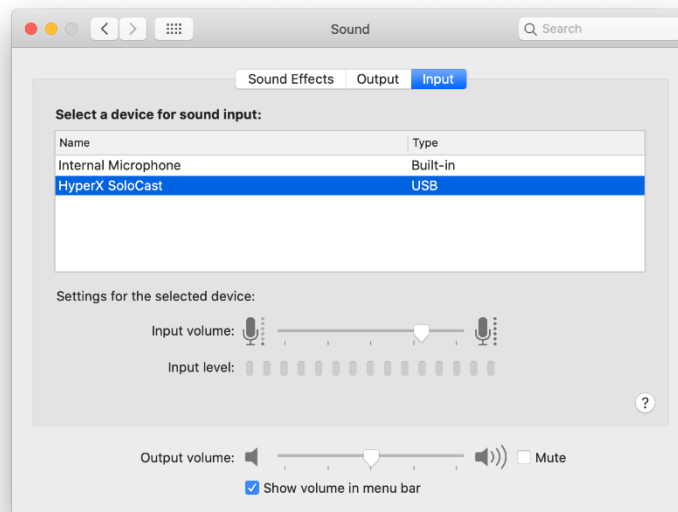 Sound
Search
Sound Effects Output Input
Select a device for sound input:
Name Type
Internal Microphone Built-in
HyperX SoloCast USB
Settings for the selected device:
Input volume:
Input level:
?
Output volume: Mute
Show volume in menu bar